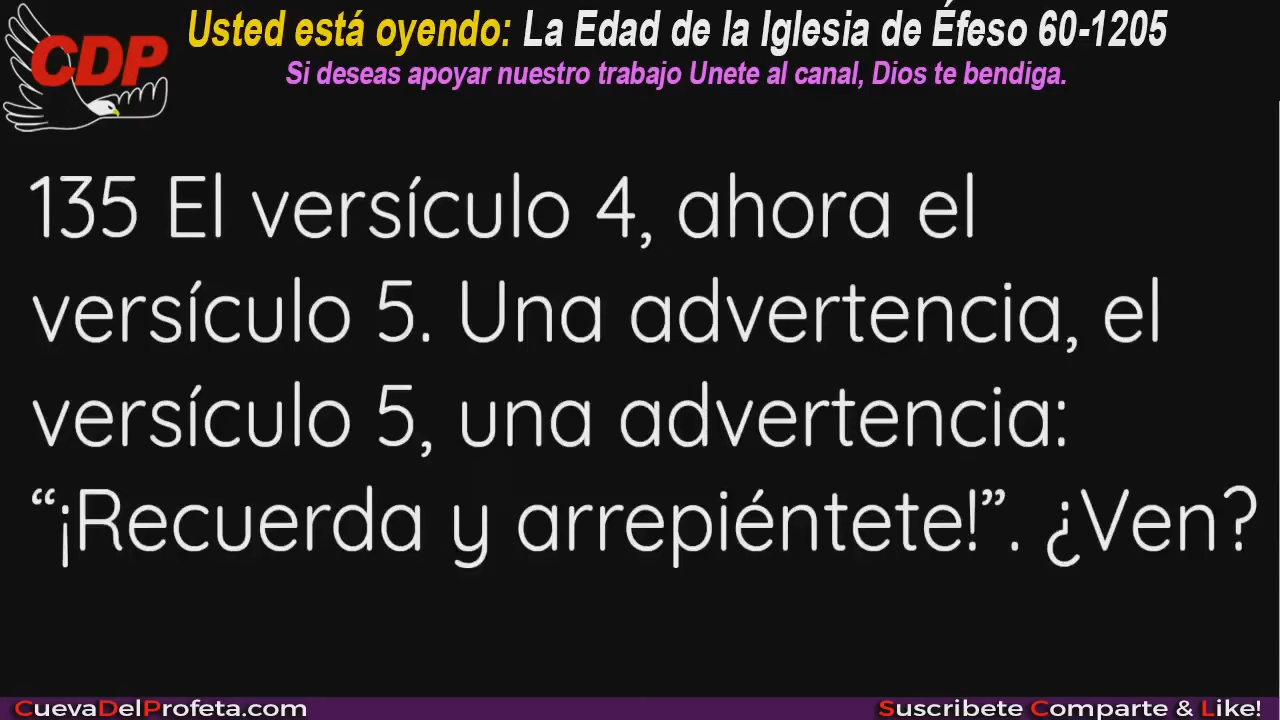 CDP
Usted está oyendo: La Edad de la Iglesia de Éfeso 60-1205
Si deseas apoyar nuestro trabajo Unete al canal, Dios te bendiga.
135 El versículo 4, ahora el
versículo 5. Una advertencia, el
versículo 5, una advertencia:
“¡Recuerda y arrepiéntete!”. ¿Ven?
CuevaDelProfeta.com
Suscribete Comparte & Like!